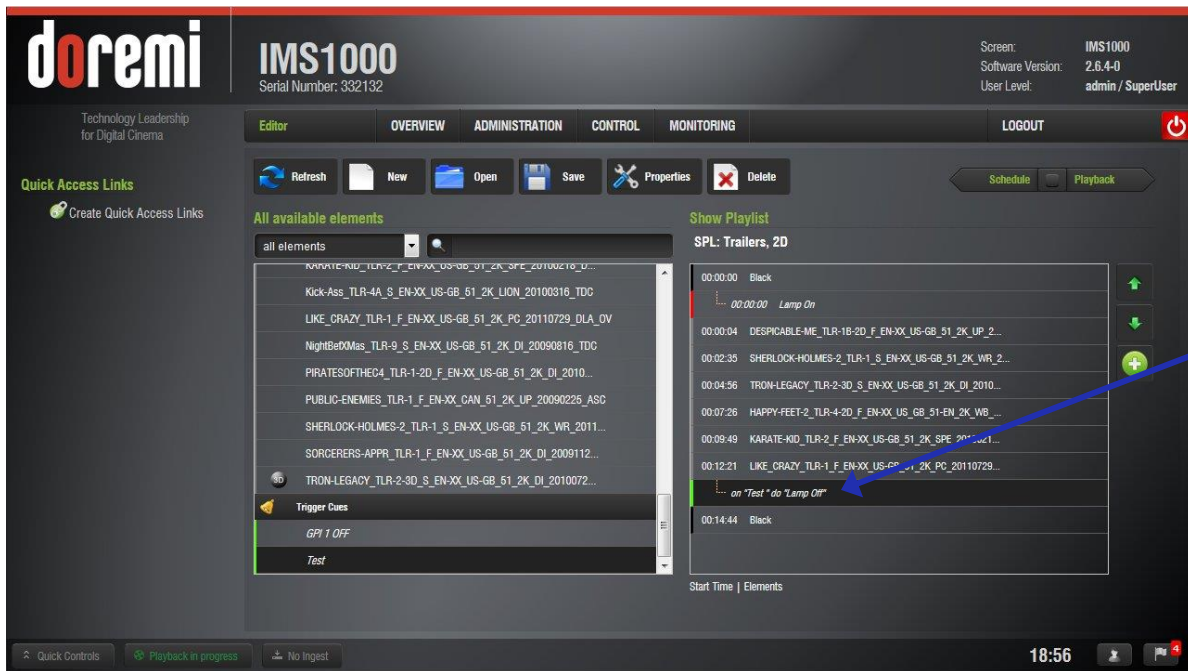 doremi
Technology Leadership
for Digital Cinema
IMS1000
Serial Number: 332132
Screen: IMS1000
Software Version: 2.6.4-0
User Level: admin / SuperUser
Editor OVERVIEW ADMINISTRATION CONTROL MONITORING LOGOUT
Quick Access Links
Create Quick Access Links
Refresh New Open Save Properties Delete
Schedule Playback
All available elements
all elements
KARATE-KID_TLR-2_F_EN-XX_US-GB_51_2K_SPE_20100218_D...
Kick-Ass_TLR-4A_S_EN-XX_US-GB_51_2K_LION_20100316_TDC
LIKE_CRAZY_TLR-1_F_EN-XX_US-GB_51_2K_PC_20110729_DLA_OV
NightBefXMas_TLR-9_S_EN-XX_US-GB_51_2K_DI_20090816_TDC
PIRATESOFTHEC4_TLR-1-2D_F_EN-XX_US-GB_51_2K_DI_2010...
PUBLIC-ENEMIES_TLR-1_F_EN-XX_CAN_51_2K_UP_20090225_ASC
SHERLOCK-HOLMES-2_TLR-1_S_EN-XX_US-GB_51_2K_WR_2011...
SORCERERS-APPR_TLR-1_F_EN-XX_US-GB_51_2K_DI_2009112...
3D TRON-LEGACY_TLR-2-3D_S_EN-XX_US-GB_51_2K_DI_2010072...
Trigger Cues
GPI 1 OFF
Test
Show Playlist
SPL: Trailers, 2D
00:00:00 Black
00:00:00 Lamp On
00:00:04 DESPICABLE-ME_TLR-1B-2D_F_EN-XX_US-GB_51_2K_UP_2...
00:02:35 SHERLOCK-HOLMES-2_TLR-1_S_EN-XX_US-GB_51_2K_WR_2...
00:04:56 TRON-LEGACY_TLR-2-3D_S_EN-XX_US-GB_51_2K_DI_2010...
00:07:26 HAPPY-FEET-2_TLR-4-2D_F_EN-XX_US_GB_51-EN_2K_WB_...
00:09:49 KARATE-KID_TLR-2_F_EN-XX_US-GB_51_2K_SPE_
00:12:21 LIKE_CRAZY_TLR-1_F_EN-XX_US-GB_51_2K_PC_20110729...
on "Test " do "Lamp Off"
00:14:44 Black
Start Time | Elements
Quick Controls Playback in progress No Ingest 18:56 4